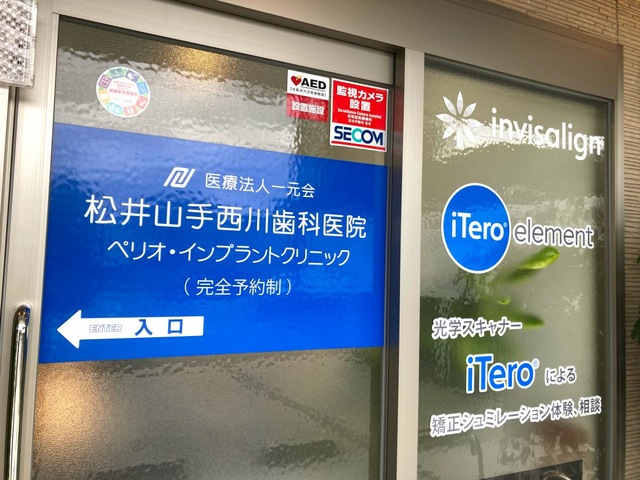 AED
設置施設
監視カメラ
設置
SECOM
医療法人一元会
松井山手西川歯科医院
ペリオ・インプラントクリニック
(完全予約制)
ENTER 入口
invisalign
iTero element
光学スキャナー
iTero による
矯正シュミレーション体験、相談